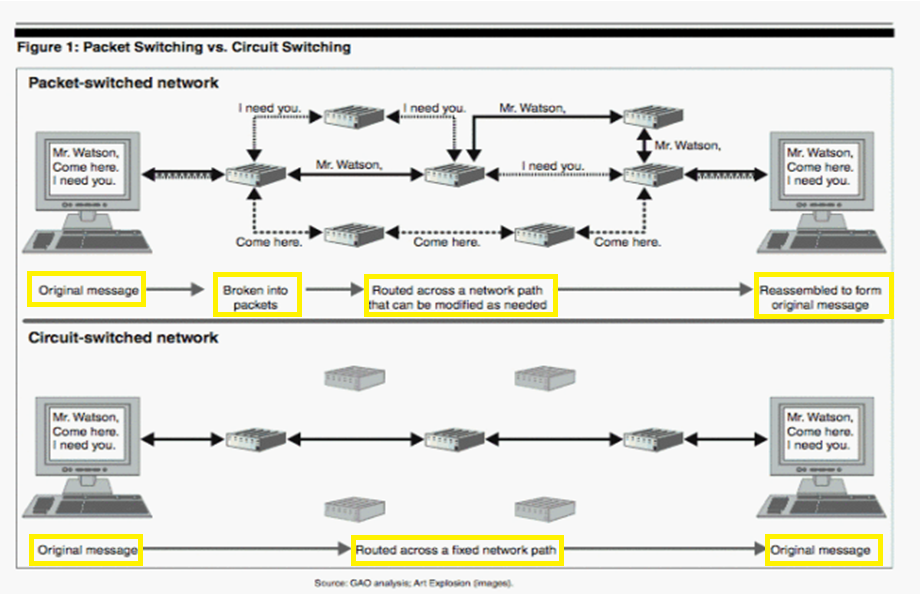 Figure 1: Packet Switching vs. Circuit Switching
Packet-switched network
I need you.
I need you.
Mr. Watson,
Mr. Watson,
Come here.
I need you.
Mr. Watson,
I need you.
Mr. Watson,
Mr. Watson,
Come here.
I need you.
Come here.
Come here.
Come here.
Original message
Broken into
packets
Routed across a network path
that can be modified as needed
Reassembled to form
original message
Circuit-switched network
Mr. Watson,
Come here.
I need you.
Mr. Watson,
Come here.
I need you.
Original message
Routed across a fixed network path
Original message
Source: GAO analysis; Art Explosion (images).